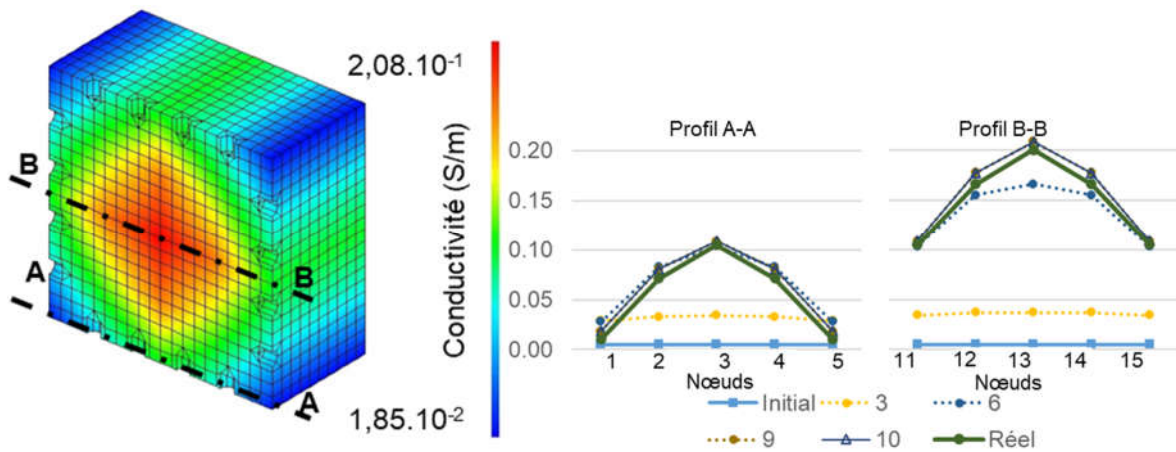 2,08.10⁻¹
Conductivité (S/m)
1,85.10⁻²
B
A
B
A
Profil A-A
Profil B-B
0.20
0.15
0.10
0.05
0.00
1 2 3 4 5
11 12 13 14 15
Nœuds
Nœuds
Initial 3 6
9 10 Réel